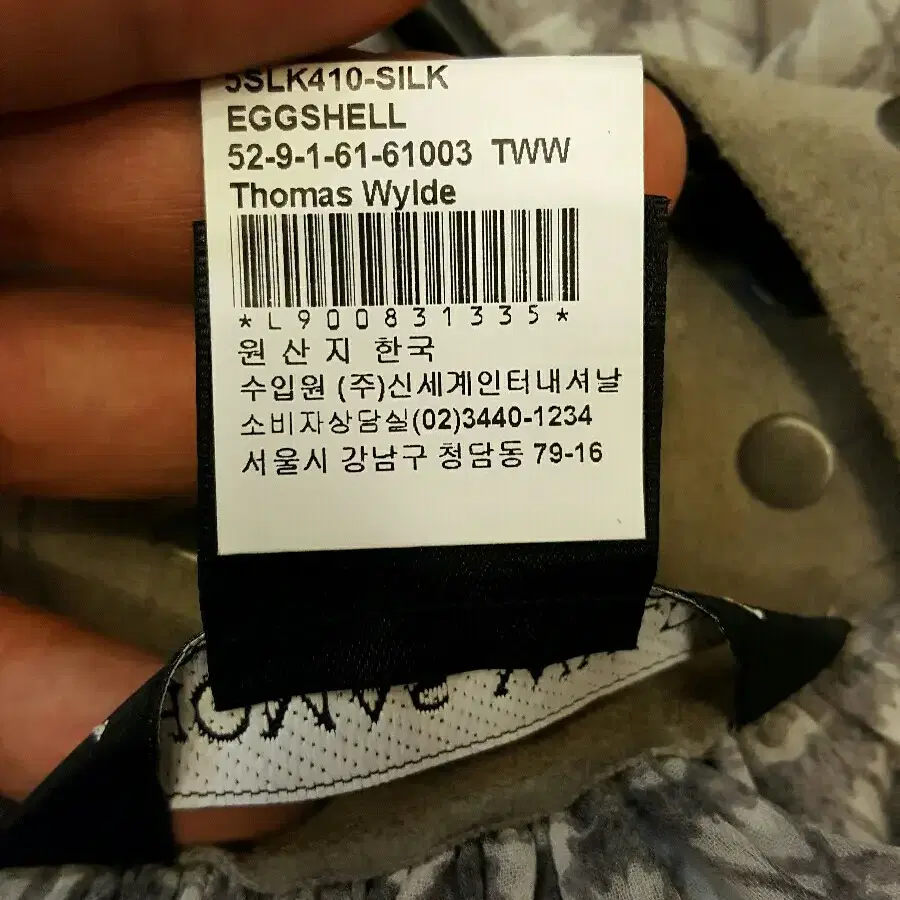 5SLK410-SILK
EGGSHELL
52-9-1-61-61003 TWW
Thomas Wylde
*L900831335*
원 산 지 한국
수입원 (주)신세계인터내셔날
소비자상담실(02)3440-1234
서울시 강남구 청담동 79-16